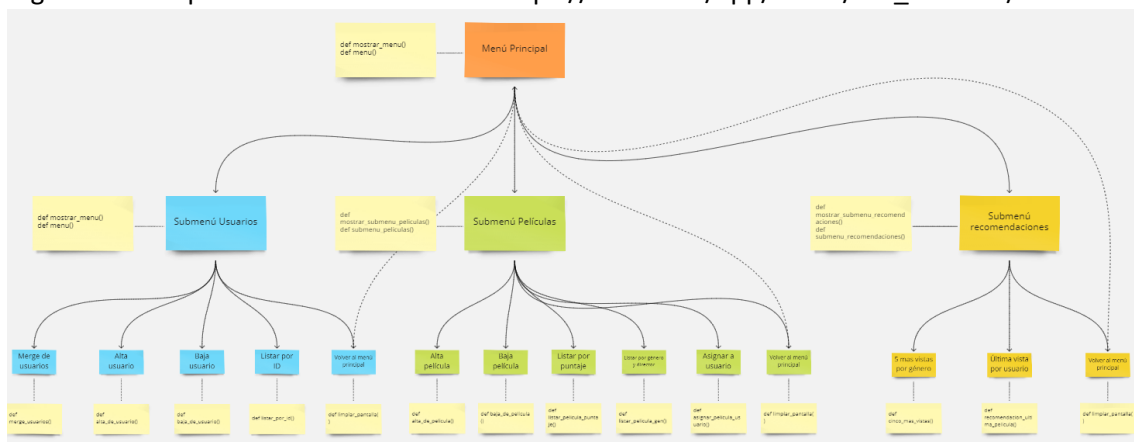 def mostrar_menu()
def menu()
Menú Principal
def mostrar_menu()
def menu()
Submenú Usuarios
def
mostrar_submenu_peliculas()
def submenu_peliculas()
Submenú Películas
def
mostrar_submenu_recomend
aciones()
def
submenu_recomendaciones()
Submenú
recomendaciones
Merge de
usuarios
Alta
usuario
Baja
usuario
Listar por
ID
Volver al menú
principal
Alta
película
Baja
película
Listar por
puntaje
Listar por género
y director
Asignar a
usuario
Volver al menú
principal
5 mas vistas
por género
Última vista
por usuario
Volver al menú
principal
def
merge_usuarios()
def
alta_de_usuario()
def
baja_de_usuario()
def listar_por_id()
def limpiar_pantalla(
)
def
alta_de_pelicula()
def baja_de_pelicula
()
def
listar_pelicula_punta
je()
def
listar_pelicula_gen()
def
asignar_pelicula_us
uario()
def limpiar_pantalla(
)
def
cinco_mas_vistas()
def
recomendacion_ulti
ma_pelicula()
def limpiar_pantalla(
)